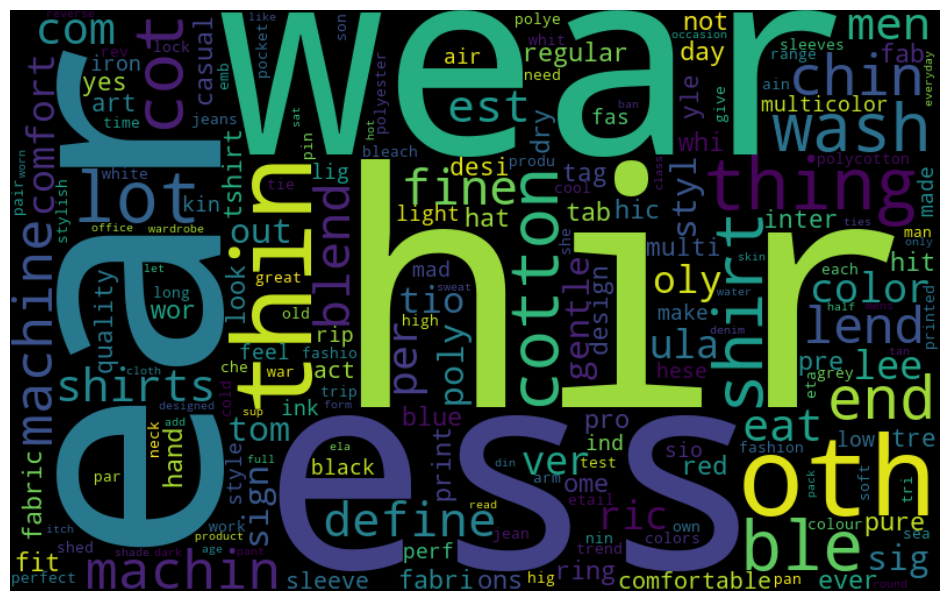 com
wear
men
cot
hir
ear
ess
thing
thin
oth
wash
chin
lot
shirts
shirt
cotton
lend
end
ble
machine
comfort
machin
define
blend
fine
est
regular
polye
air
need
whit
not
day
fab
sleeves
range
occasion
multicolor
yle
give
ain
everyday
reverse
rev
lock
iron
yes
art
time
casual
jeans
emb
pocket
like
son
sat
hot
polyester
pin
bleach
tshirt
lig
tie
white
pair
worn
stylish
kin
out
office
wardrobe
let
long
wor
look
great
old
rip
feel
fashio
che
war
act
trip
cold
sup
form
ink
quality
cloth
designed
add
neck
hand
tom
style
sign
full
par
fabric
itch
shed
work
product
age
shade
dark
pant
fit
perfect
sleeve
desi
produ
dry
fas
ban
class
cool
tag
light
hat
tab
hic
mad
tio
high
sweat
per
poly
gentle
design
she
multi
styl
whi
skin
oly
make
water
ula
hese
denim
polycotton
inter
made
ties
man
only
hit
each
color
half
printed
tan
pre
grey
eta
lee
eat
low
tre
fashion
soft
tri
pack
colour
pure
sea
sig
ever
round
pan
comfortable
colors
own
red
sio
pro
ind
test
ome
arm
etail
ric
nin
trend
ring
hig
ons
fabri
perf
jean
din
ver
read
print
blue
black
ela